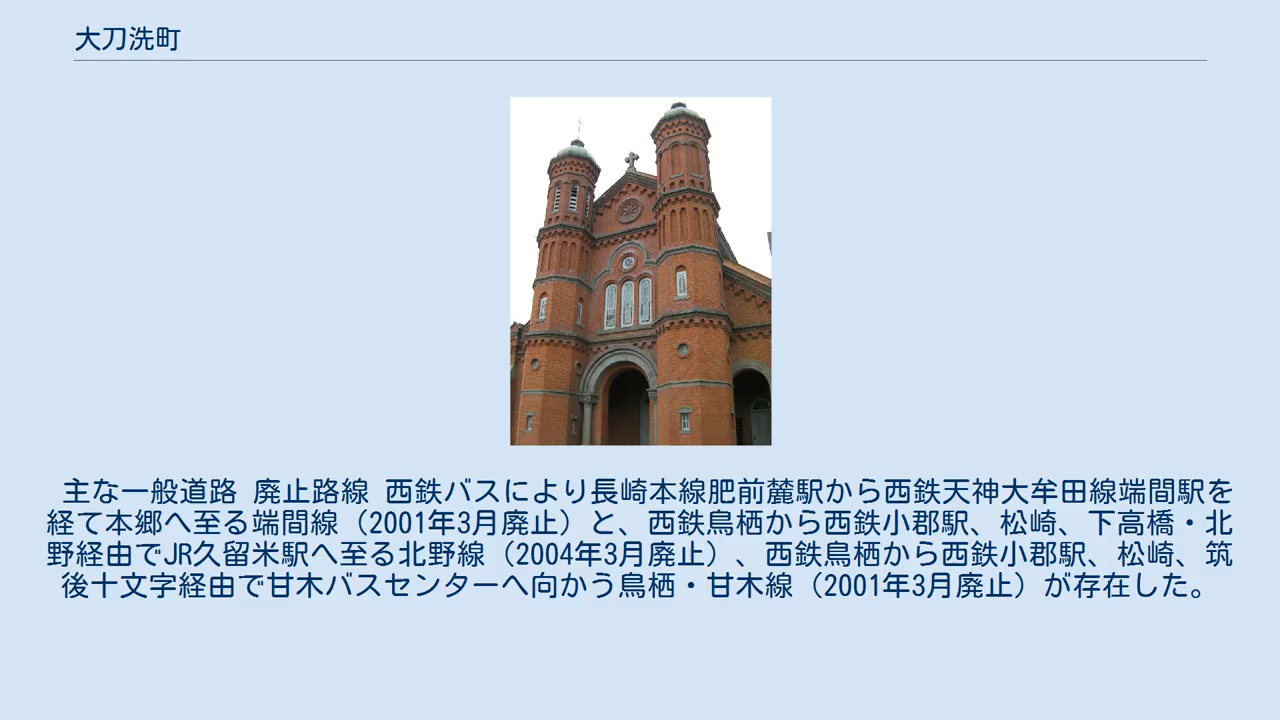 大刀洗町
主な一般道路 廃止路線 西鉄バスにより長崎本線肥前麓駅から西鉄天神大牟田線端間駅を
経て本郷へ至る端間線（2001年3月廃止）と、西鉄鳥栖から西鉄小郡駅、松崎、下高橋・北
野経由でJR久留米駅へ至る北野線（2004年3月廃止）、西鉄鳥栖から西鉄小郡駅、松崎、筑
後十文字経由で甘木バスセンターへ向かう鳥栖・甘木線（2001年3月廃止）が存在した。